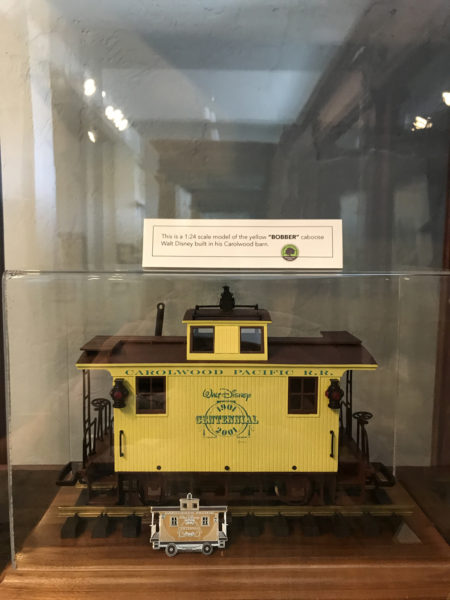 This is a 1:24 scale model of the yellow "BOBBER" caboose
Walt Disney built in his Carolwood barn.
CAROLWOOD PACIFIC R.R.
Walt Disney
1901
CENTENNIAL
2001